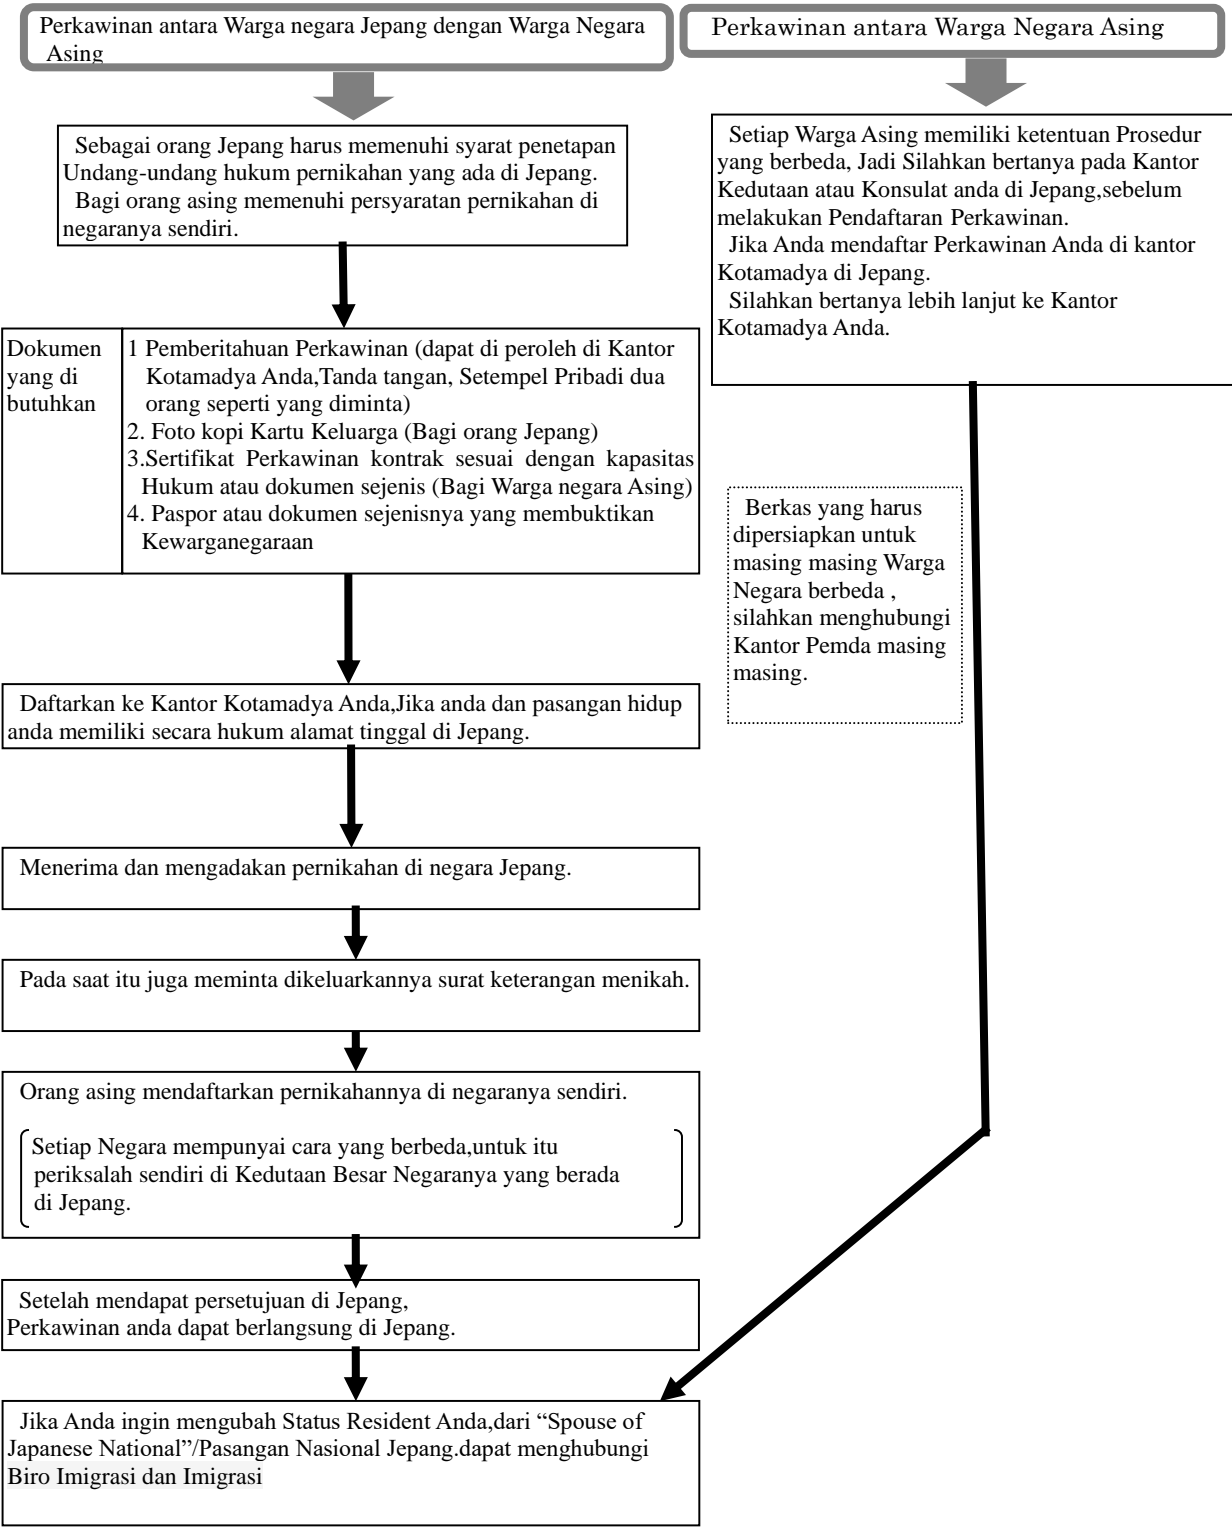 Perkawinan antara Warga negara Jepang dengan Warga Negara
Asing
Sebagai orang Jepang harus memenuhi syarat penetapan
Undang-undang hukum pernikahan yang ada di Jepang.
Bagi orang asing memenuhi persyaratan pernikahan di
negaranya sendiri.
Dokumen
yang di
butuhkan
1 Pemberitahuan Perkawinan (dapat di peroleh di Kantor
Kotamadya Anda,Tanda tangan, Setempel Pribadi dua
orang seperti yang diminta)
2. Foto kopi Kartu Keluarga (Bagi orang Jepang)
3.Sertifikat Perkawinan kontrak sesuai dengan kapasitas
Hukum atau dokumen sejenis (Bagi Warga negara Asing)
4. Paspor atau dokumen sejenisnya yang membuktikan
Kewarganegaraan
Daftarkan ke Kantor Kotamadya Anda,Jika anda dan pasangan hidup
anda memiliki secara hukum alamat tinggal di Jepang.
Menerima dan mengadakan pernikahan di negara Jepang.
Pada saat itu juga meminta dikeluarkannya surat keterangan menikah.
Orang asing mendaftarkan pernikahannya di negaranya sendiri.
Setiap Negara mempunyai cara yang berbeda,untuk itu
periksalah sendiri di Kedutaan Besar Negaranya yang berada
di Jepang.
Setelah mendapat persetujuan di Jepang,
Perkawinan anda dapat berlangsung di Jepang.
Perkawinan antara Warga Negara Asing
Setiap Warga Asing memiliki ketentuan Prosedur
yang berbeda, Jadi Silahkan bertanya pada Kantor
Kedutaan atau Konsulat anda di Jepang,sebelum
melakukan Pendaftaran Perkawinan.
Jika Anda mendaftar Perkawinan Anda di kantor
Kotamadya di Jepang.
Silahkan bertanya lebih lanjut ke Kantor
Kotamadya Anda.
Berkas yang harus
dipersiapkan untuk
masing masing Warga
Negara berbeda ,
silahkan menghubungi
Kantor Pemda masing
masing.
Jika Anda ingin mengubah Status Resident Anda,dari “Spouse of
Japanese National”/Pasangan Nasional Jepang.dapat menghubungi
Biro Imigrasi dan Imigrasi